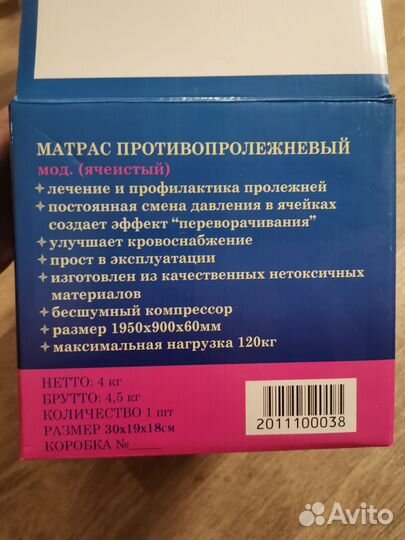 МАТРАС ПРОТИВОПРОЛЕЖНЕВЫЙ
мод. (ячеистый)
лечение и профилактика пролежней
постоянная смена давления в ячейках
создает эффект “переворачивания”
улучшает кровоснабжение
прост в эксплуатации
изготовлен из качественных нетоксичных
материалов
бесшумный компрессор
размер 1950х900х60мм
максимальная нагрузка 120кг
НЕТТО: 4 кг
БРУТТО: 4,5 кг
КОЛИЧЕСТВО 1 шт
РАЗМЕР 30х19х18см
КОРОБКА №_____
2011100038
Avito